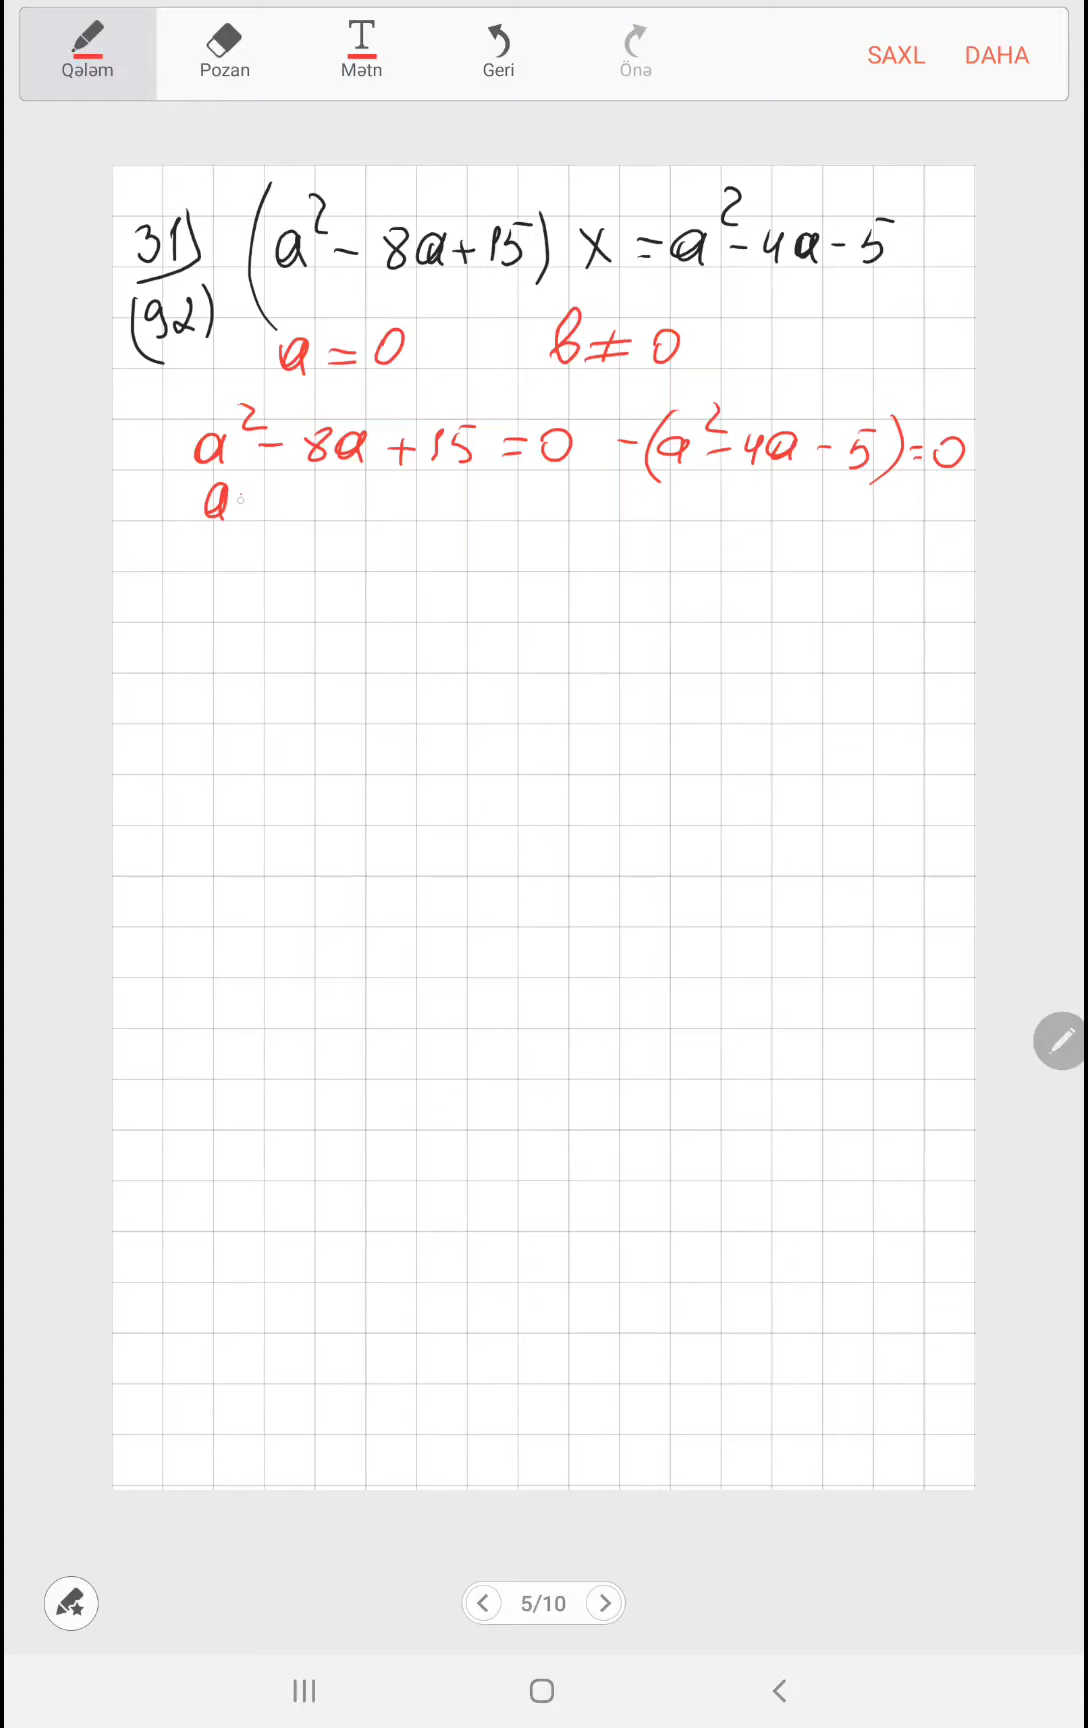 Qələm Pozan Mətn Geri Önə SAXL DAHA
31) (a² - 8a + 15) x = a² - 4a - 5
(92)
a = 0 b ≠ 0
a² - 8a + 15 = 0 - (a² - 4a - 5) = 0
a
5/10